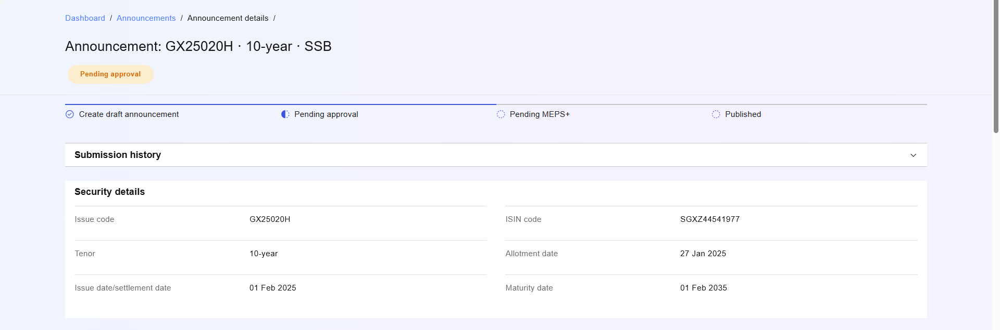 Dashboard / Announcements / Announcement details /
Announcement: GX25020H · 10-year · SSB
Pending approval
Create draft announcement Pending approval Pending MEPS+ Published
Submission history
Security details
Issue code GX25020H ISIN code SGXZ44541977
Tenor 10-year Allotment date 27 Jan 2025
Issue date/settlement date 01 Feb 2025 Maturity date 01 Feb 2035